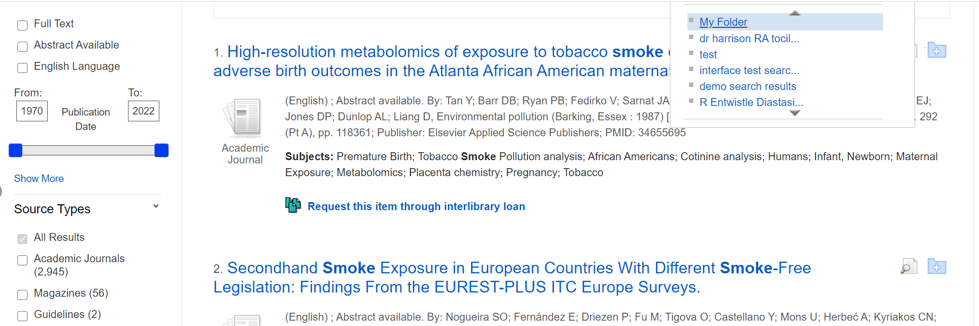 Full Text
Abstract Available
English Language
From:
To:
1970
Publication
Date
2022
Show More
Source Types
All Results
Academic Journals
(2,945)
Magazines (56)
Guidelines (2)
1. High-resolution metabolomics of exposure to tobacco smoke
adverse birth outcomes in the Atlanta African American maternal
My Folder
dr harrison RA tocil...
test
interface test searc...
demo search results
R Entwistle Diastasi...
Academic
Journal
(English) ; Abstract available. By: Tan Y; Barr DB; Ryan PB; Fedirko V; Sarnat JA EJ;
Jones DP; Dunlop AL; Liang D, Environmental pollution (Barking, Essex : 1987) [ 292
(Pt A), pp. 118361; Publisher: Elsevier Applied Science Publishers; PMID: 34655695
Subjects: Premature Birth; Tobacco Smoke Pollution analysis; African Americans; Cotinine analysis; Humans; Infant, Newborn; Maternal
Exposure; Metabolomics; Placenta chemistry; Pregnancy; Tobacco
Request this item through interlibrary loan
2. Secondhand Smoke Exposure in European Countries With Different Smoke-Free
Legislation: Findings From the EUREST-PLUS ITC Europe Surveys.
(English) ; Abstract available. By: Nogueira SO; Fernández E; Driezen P; Fu M; Tigova O; Castellano Y; Mons U; Herbeć A; Kyriakos CN;